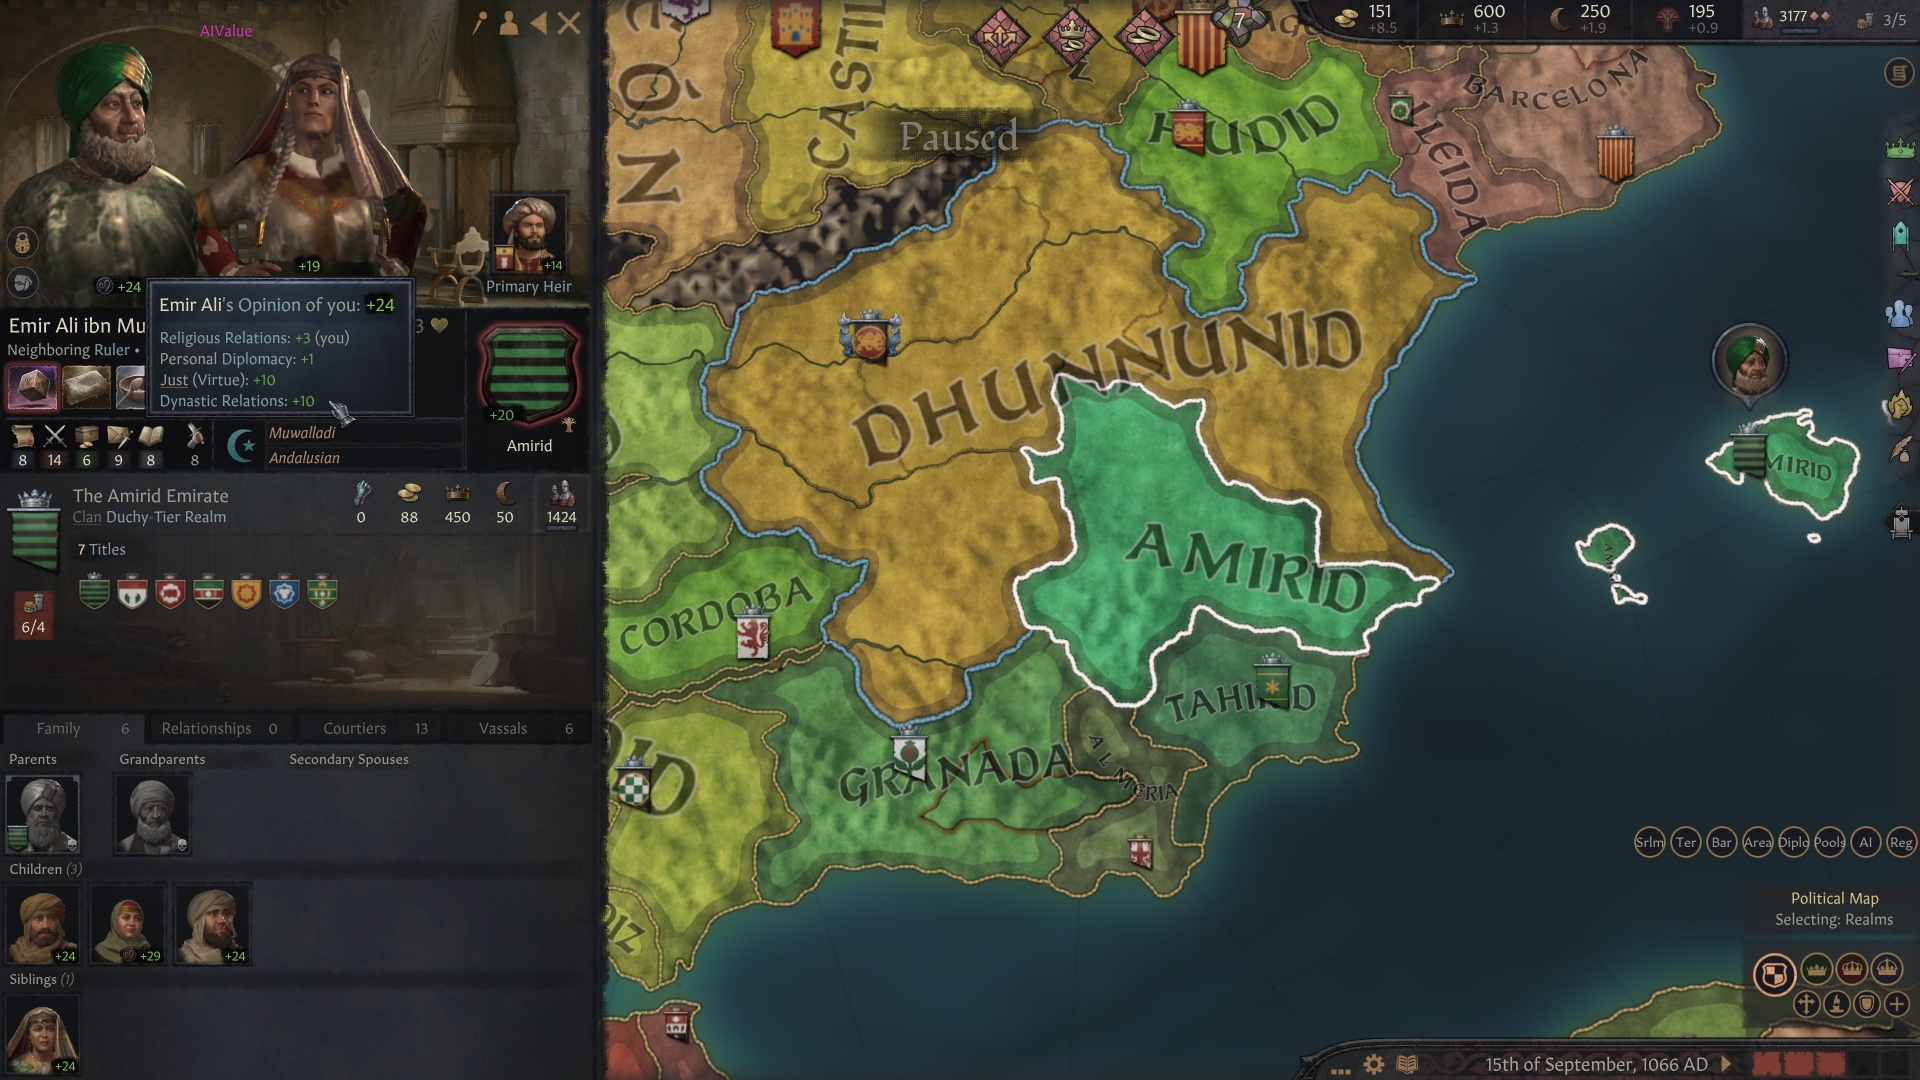 AIValue
+19
+24
+14
Primary Heir
Emir Ali's Opinion of you: +24
Religious Relations: +3 (you)
Personal Diplomacy: +1
Just (Virtue): +10
Dynastic Relations: +10
Emir Ali ibn Mu
3
Neighboring Ruler •
+20
Amirid
8
14
6
9
8
8
Muwalladi
Andalusian
The Amirid Emirate
Clan Duchy-Tier Realm
0
88
450
50
1424
7 Titles
6/4
Family 6
Relationships 0
Courtiers 13
Vassals 6
Parents
Grandparents
Secondary Spouses
Children (3)
+24
+29
+24
Siblings (1)
+24
151
+8.5
600
+1.3
250
+1.9
195
+0.9
3177
3/5
7
Paused
CASTIL
HUDID
BARCELONA
LLEIDA
DHUNNUNID
AMIRID
MIRID
CORDOBA
GRANADA
ALMERIA
TAHIRID
Srlm
Ter
Bar
Area
Diplo
Pools
AI
Reg
Political Map
Selecting: Realms
15th of September, 1066 AD